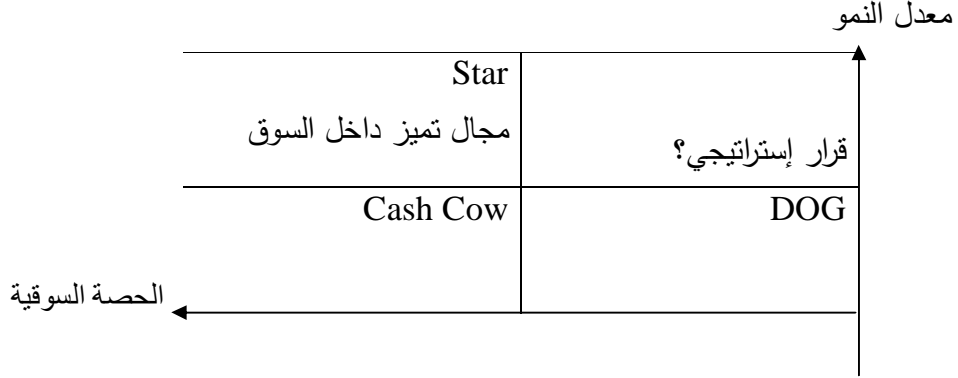 معدل النمو
Star
مجال تميز داخل السوق
قرار إستراتيجي؟
Cash Cow
DOG
الحصة السوقية